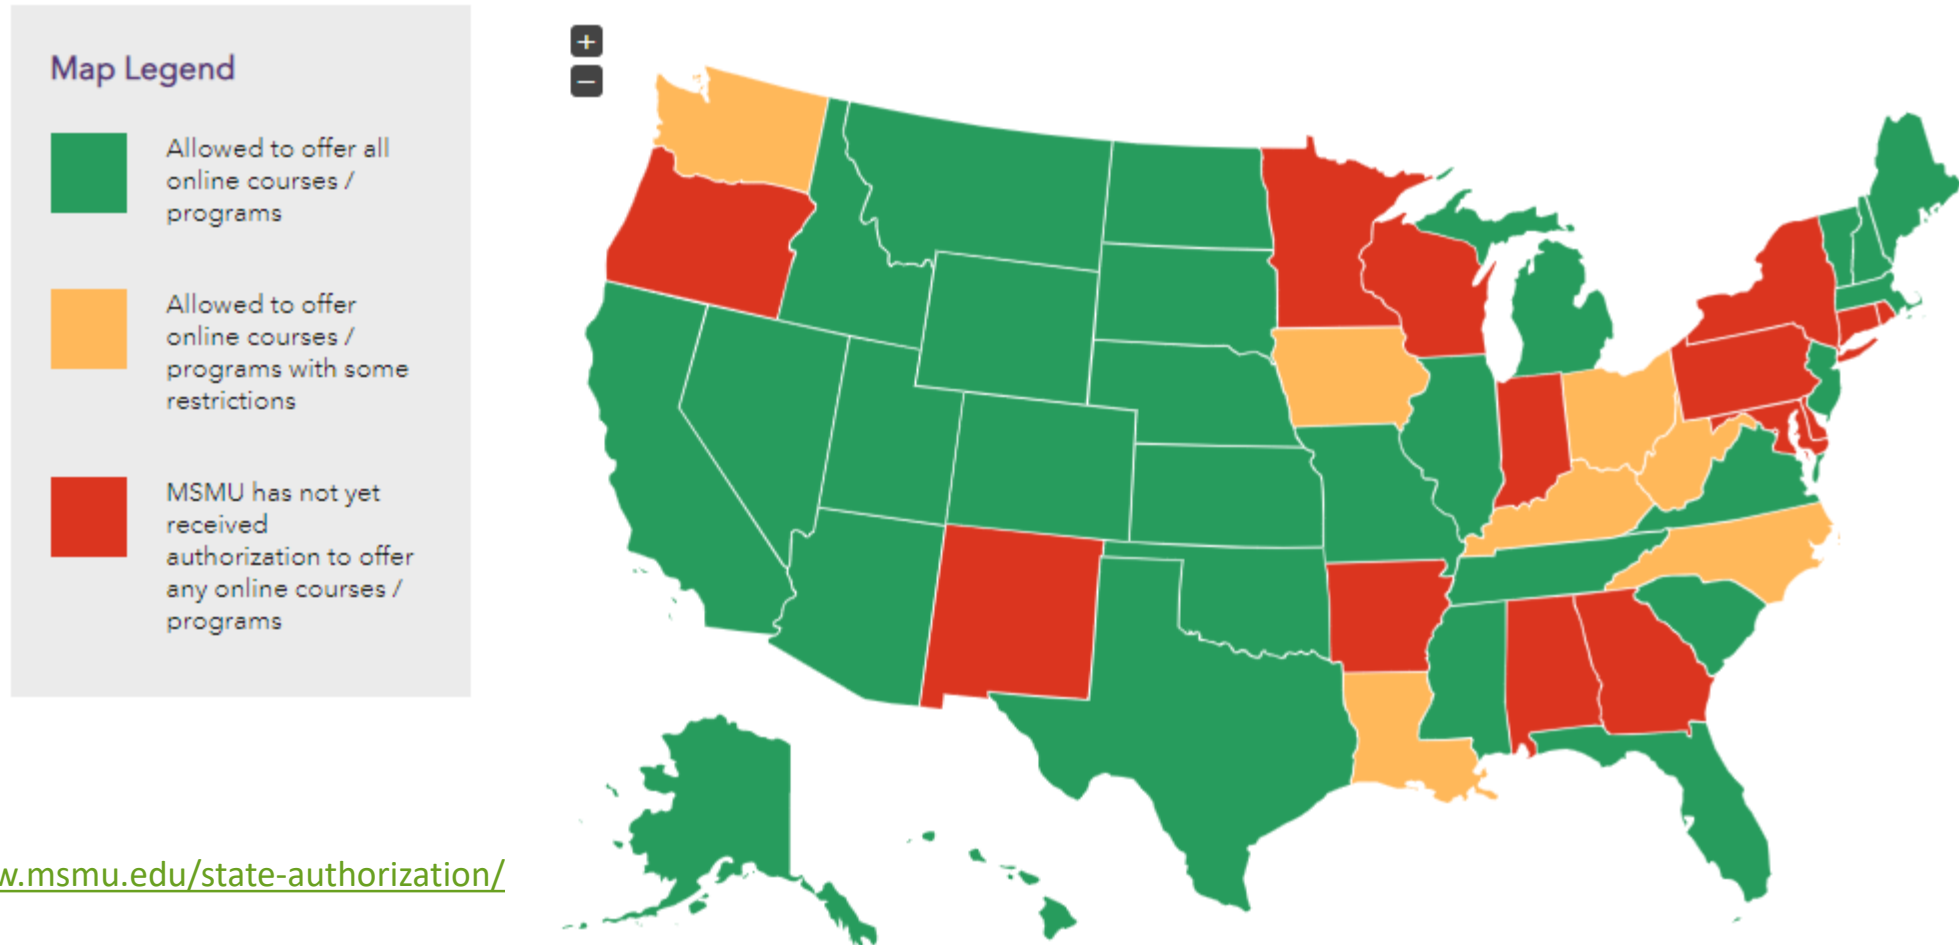 Map Legend
Allowed to offer all
online courses /
programs
Allowed to offer
online courses /
programs with some
restrictions
MSMU has not yet
received
authorization to offer
any online courses /
programs
+
−
w.msmu.edu/state-authorization/